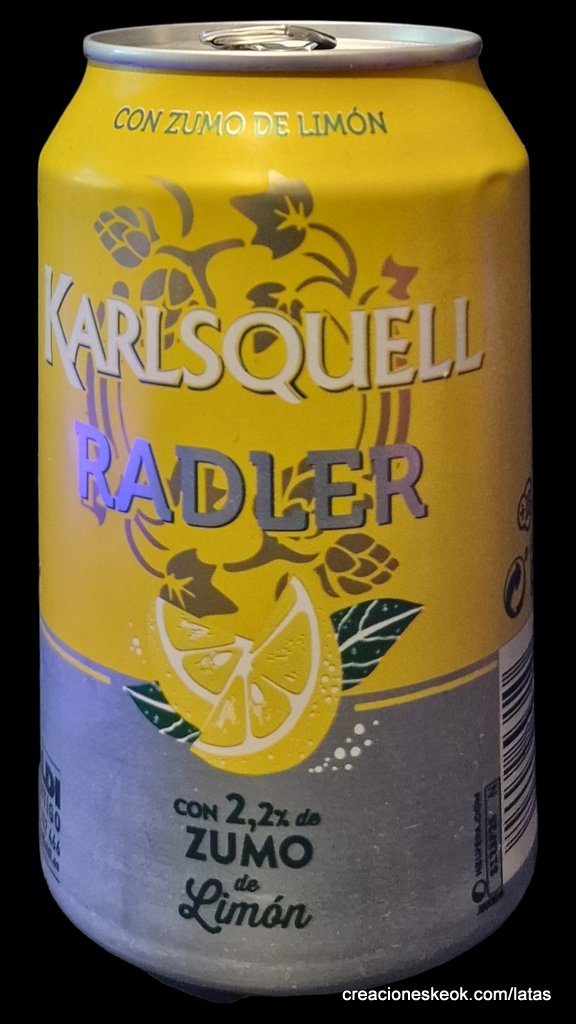 CON ZUMO DE LIMÓN
KARLSQUELL
RADLER
CON 2,2% de
ZUMO
de
Limón
creacioneskeok.com/latas